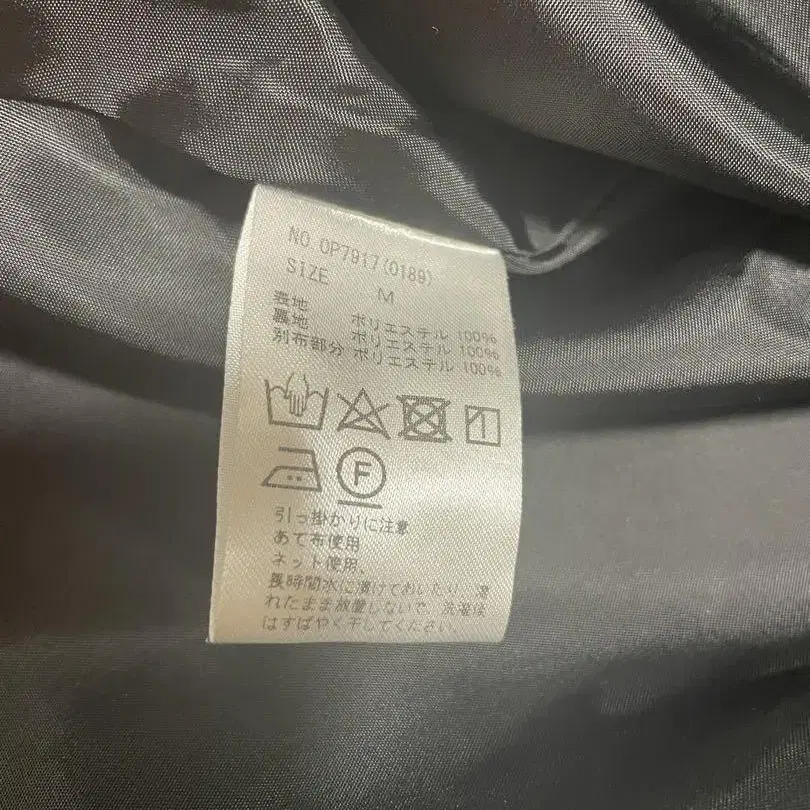 NO.OP7917(0189)
SIZE M
表地 ポリエステル 100%
裏地 ポリエステル 100%
別布部分 ポリエステル 100%
F
引っ掛かりに注意
あて布使用
ネット使用.
長時間水に漬けておいたり、濡
れたまま放置しないで、洗濯後
はすばやく干してください。